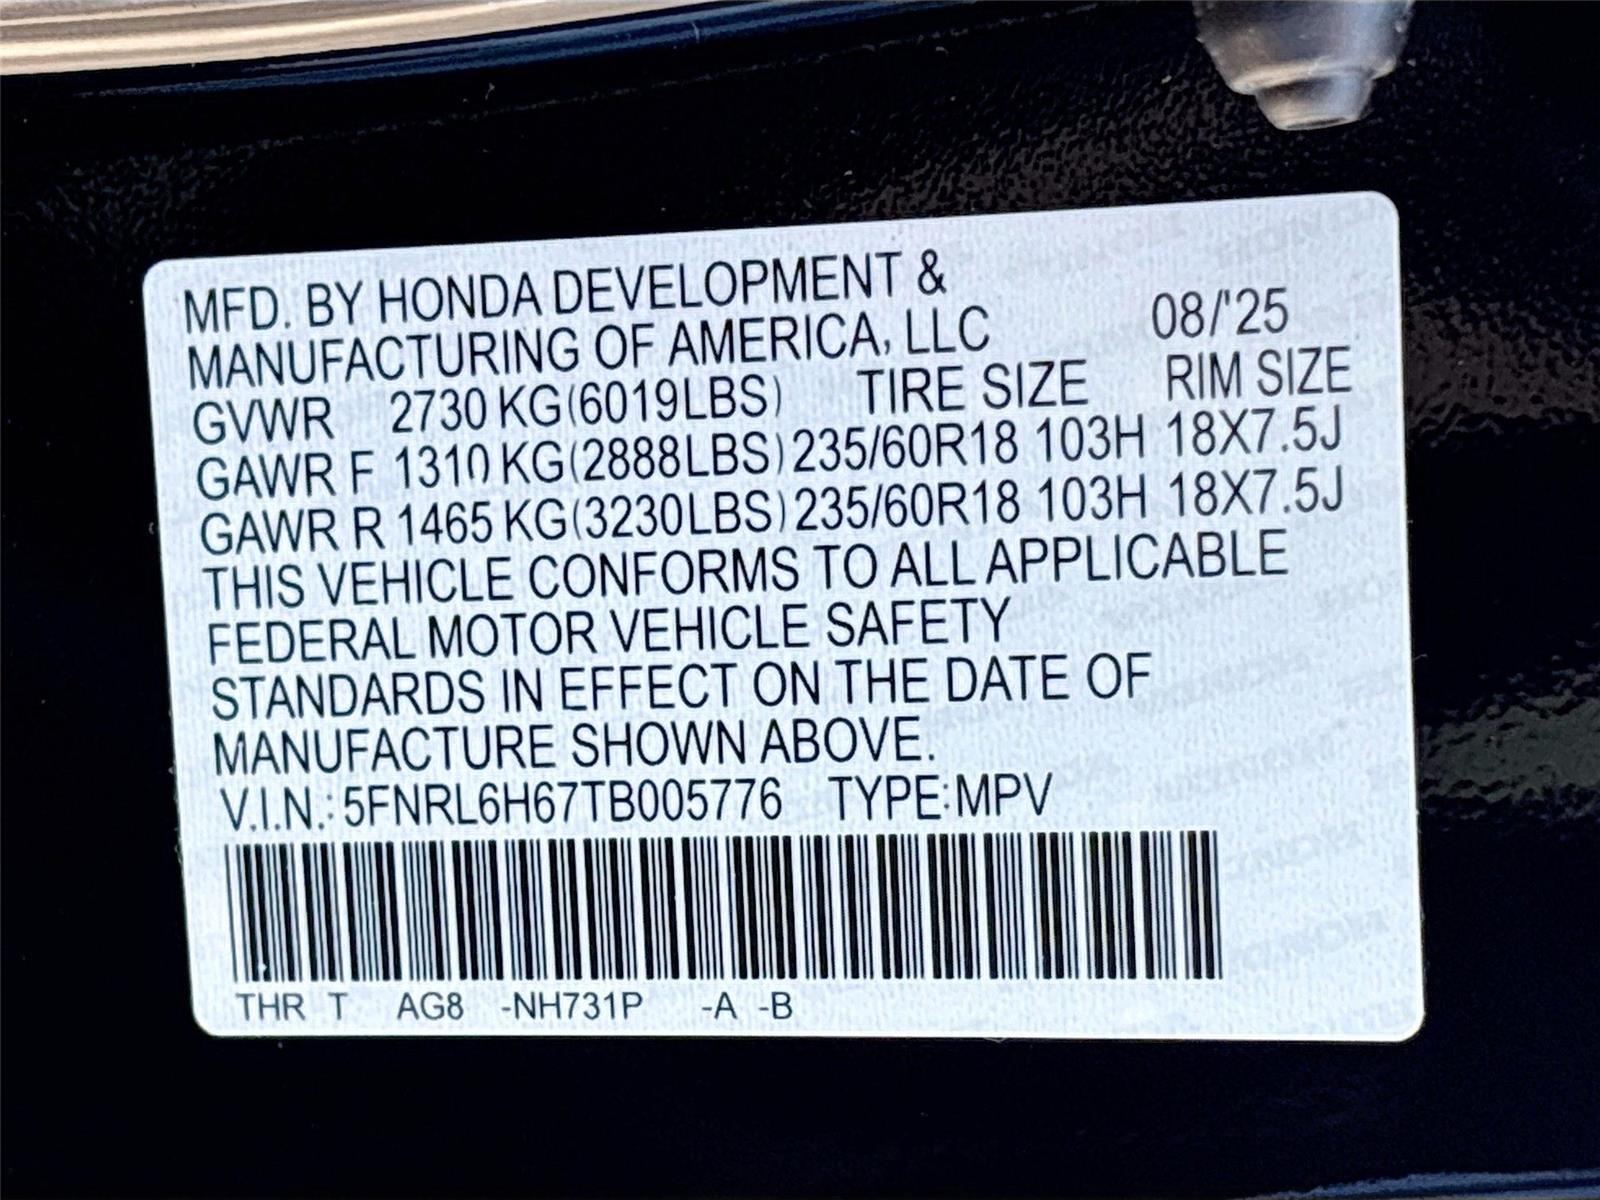 MFD. BY HONDA DEVELOPMENT &
MANUFACTURING OF AMERICA, LLC 08/'25
GVWR 2730 KG(6019LBS) TIRE SIZE RIM SIZE
GAWR F 1310 KG(2888LBS) 235/60R18 103H 18X7.5J
GAWR R 1465 KG(3230LBS) 235/60R18 103H 18X7.5J
THIS VEHICLE CONFORMS TO ALL APPLICABLE
FEDERAL MOTOR VEHICLE SAFETY
STANDARDS IN EFFECT ON THE DATE OF
MANUFACTURE SHOWN ABOVE.
V.I.N.: 5FNRL6H67TB005776 TYPE:MPV
THR T AG8 -NH731P -A -B